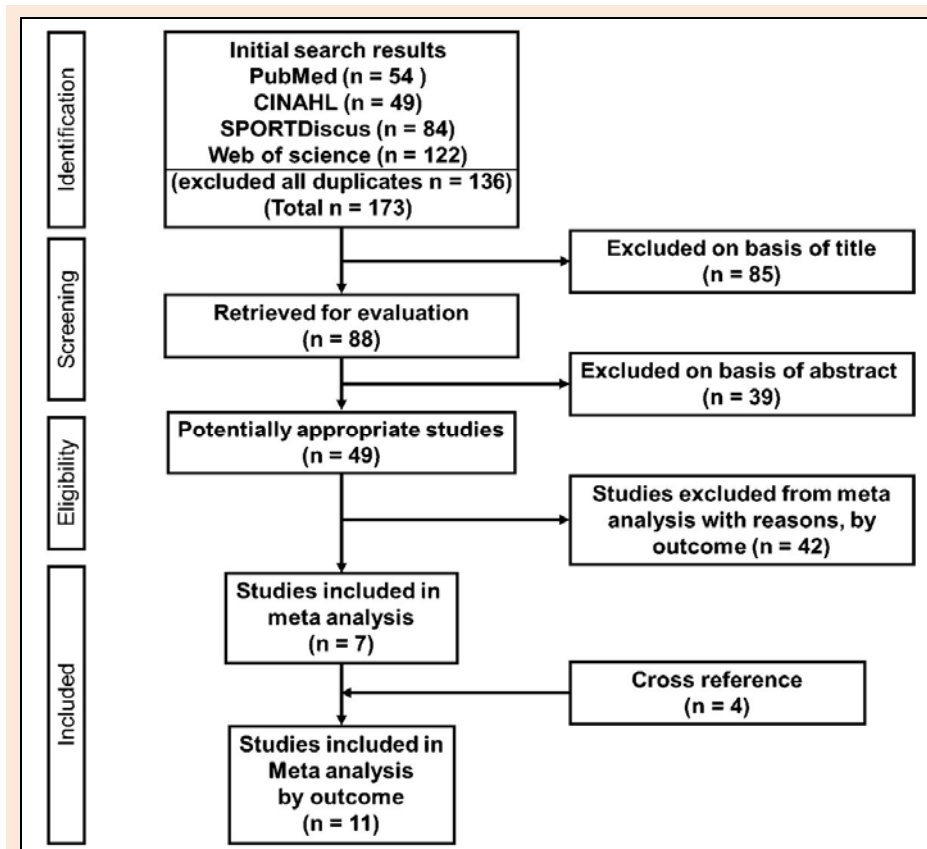 Identification
Initial search results
PubMed (n = 54 )
CINAHL (n = 49)
SPORTDiscus (n = 84)
Web of science (n = 122)
(excluded all duplicates n = 136)
(Total n = 173)
Screening
Excluded on basis of title
(n = 85)
Retrieved for evaluation
(n = 88)
Excluded on basis of abstract
(n = 39)
Eligibility
Potentially appropriate studies
(n = 49)
Studies excluded from meta
analysis with reasons, by
outcome (n = 42)
Included
Studies included in
meta analysis
(n = 7)
Cross reference
(n = 4)
Studies included in
Meta analysis
by outcome
(n = 11)